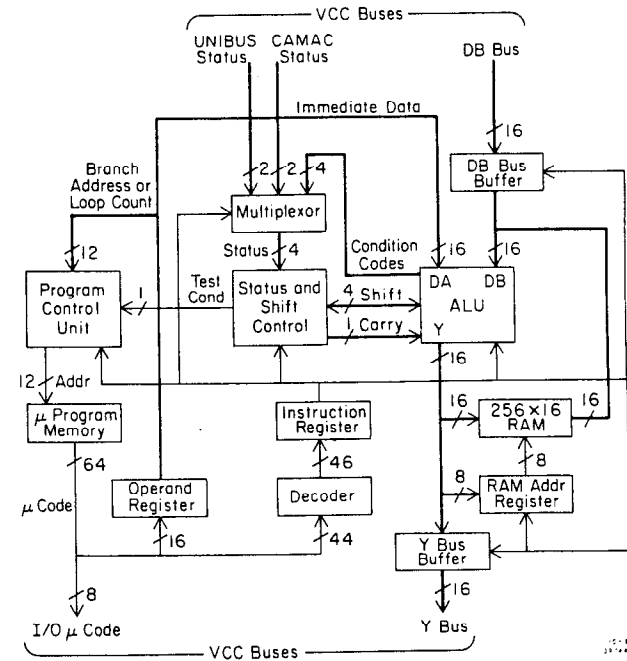 VCC Buses
UNIBUS
Status
CAMAC
Status
DB Bus
Immediate Data
16
Branch
Address or
Loop Count
2
2
4
DB Bus
Buffer
Multiplexor
12
Status
4
Condition
Codes
16
16
Program
Control
Unit
1
Test
Cond
Status and
Shift
Control
4
Shift
1
Carry
DA
DB
ALU
Y
16
12
Addr
μ Program
Memory
Instruction
Register
16
256×16
RAM
16
64
46
8
μ Code
Operand
Register
Decoder
8
RAM Addr
Register
16
44
Y Bus
Buffer
8
16
I/O μ Code
Y Bus
VCC Buses